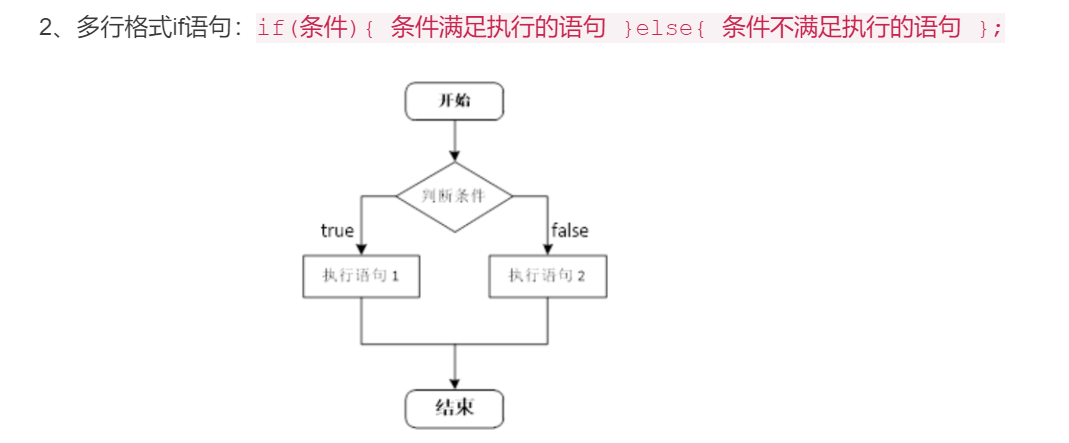 2、多行格式if语句：if(条件){ 条件满足执行的语句 }else{ 条件不满足执行的语句 };
开始
判断条件
true
false
执行语句1
执行语句2
结束